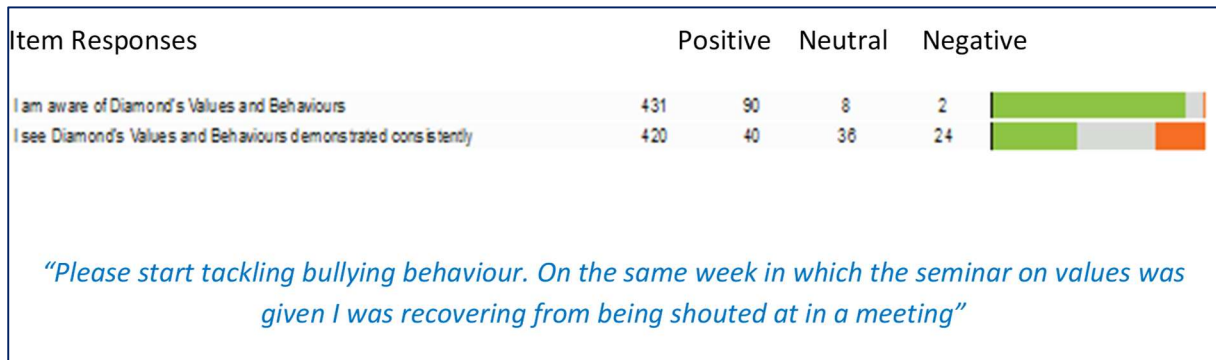 Item Responses Positive Neutral Negative
I am aware of Diamond's Values and Behaviours 431 90 8 2
I see Diamond's Values and Behaviours demonstrated consistently 420 40 36 24
“Please start tackling bullying behaviour. On the same week in which the seminar on values was
given I was recovering from being shouted at in a meeting”